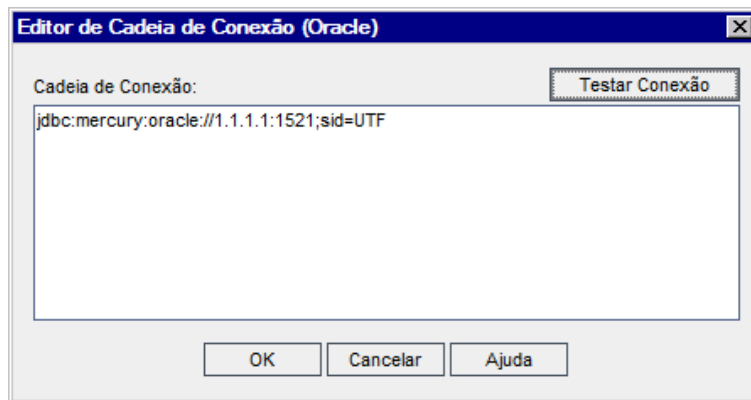 Editor de Cadeia de Conexão (Oracle)
Cadeia de Conexão:
Testar Conexão
jdbc:mercury:oracle://1.1.1.1:1521;sid=UTF
OK
Cancelar
Ajuda